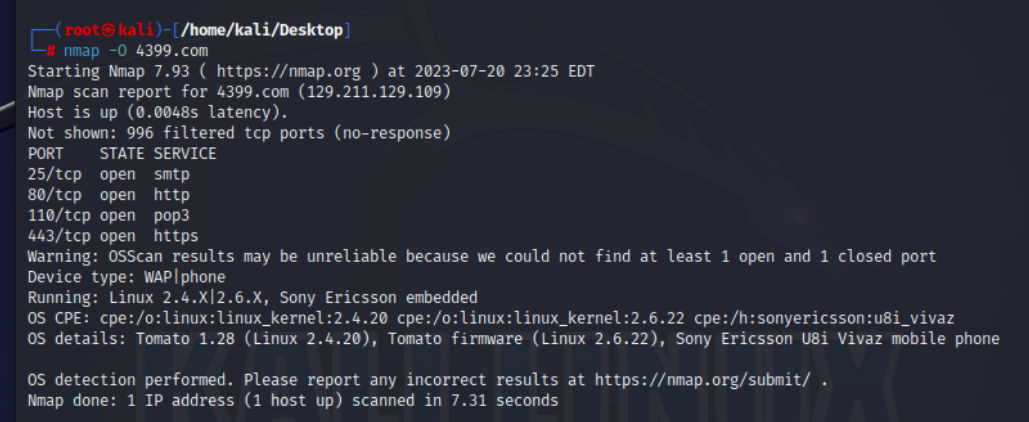 ┌──(root㉿kali)-[/home/kali/Desktop]
└─# nmap -O 4399.com
Starting Nmap 7.93 ( https://nmap.org ) at 2023-07-20 23:25 EDT
Nmap scan report for 4399.com (129.211.129.109)
Host is up (0.0048s latency).
Not shown: 996 filtered tcp ports (no-response)
PORT    STATE SERVICE
25/tcp  open  smtp
80/tcp  open  http
110/tcp open  pop3
443/tcp open  https
Warning: OSScan results may be unreliable because we could not find at least 1 open and 1 closed port
Device type: WAP|phone
Running: Linux 2.4.X|2.6.X, Sony Ericsson embedded
OS CPE: cpe:/o:linux:linux_kernel:2.4.20 cpe:/o:linux:linux_kernel:2.6.22 cpe:/h:sonyericsson:u8i_vivaz
OS details: Tomato 1.28 (Linux 2.4.20), Tomato firmware (Linux 2.6.22), Sony Ericsson U8i Vivaz mobile phone
OS detection performed. Please report any incorrect results at https://nmap.org/submit/ .
Nmap done: 1 IP address (1 host up) scanned in 7.31 seconds
KALI LINUX